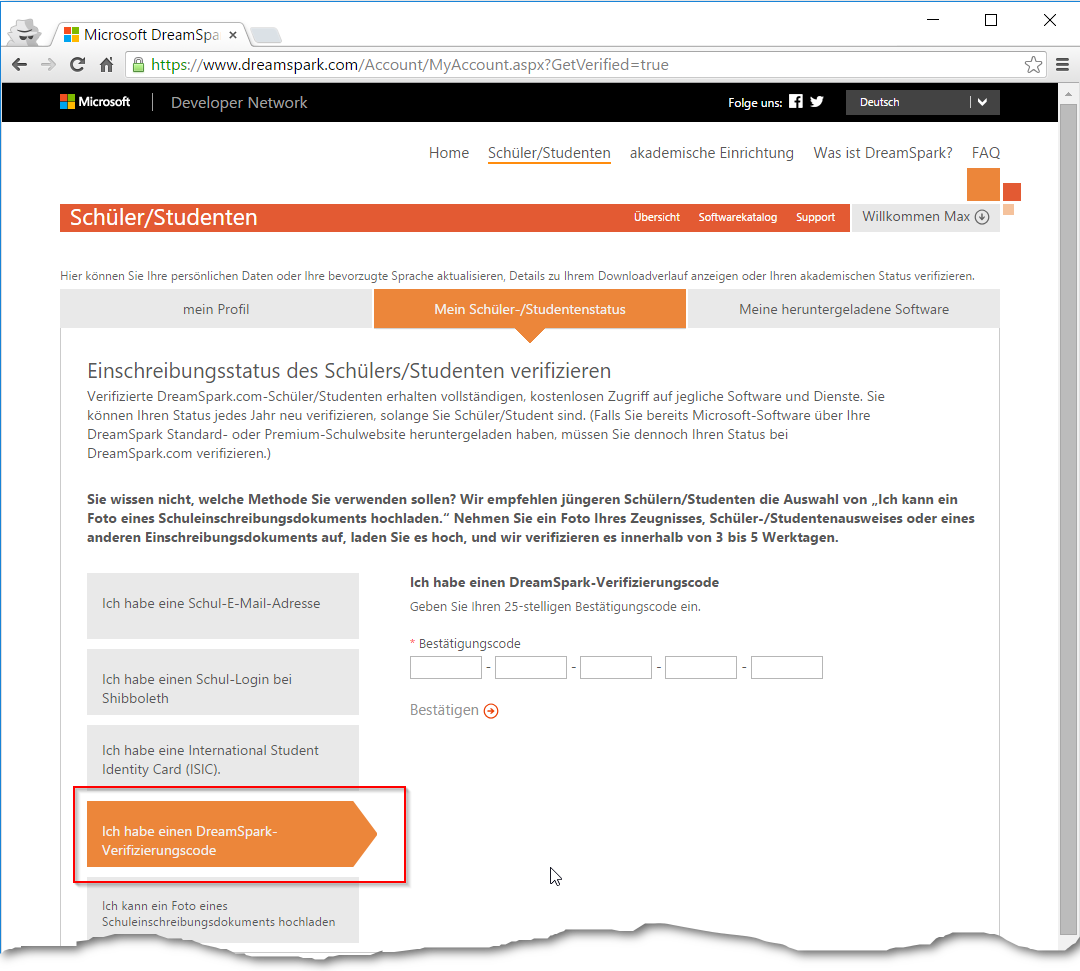 Microsoft DreamSpa
https://www.dreamspark.com/Account/MyAccount.aspx?GetVerified=true
Microsoft | Developer Network
Folge uns:
Deutsch
Home Schüler/Studenten akademische Einrichtung Was ist DreamSpark? FAQ
Schüler/Studenten
Übersicht Softwarekatalog Support
Willkommen Max
Hier können Sie Ihre persönlichen Daten oder Ihre bevorzugte Sprache aktualisieren, Details zu Ihrem Downloadverlauf anzeigen oder Ihren akademischen Status verifizieren.
mein Profil
Mein Schüler-/Studentenstatus
Meine heruntergeladene Software
Einschreibungsstatus des Schülers/Studenten verifizieren
Verifizierte DreamSpark.com-Schüler/Studenten erhalten vollständigen, kostenlosen Zugriff auf jegliche Software und Dienste. Sie
können Ihren Status jedes Jahr neu verifizieren, solange Sie Schüler/Student sind. (Falls Sie bereits Microsoft-Software über Ihre
DreamSpark Standard- oder Premium-Schulwebsite heruntergeladen haben, müssen Sie dennoch Ihren Status bei
DreamSpark.com verifizieren.)
Sie wissen nicht, welche Methode Sie verwenden sollen? Wir empfehlen jüngeren Schülern/Studenten die Auswahl von „Ich kann ein
Foto eines Schuleinschreibungsdokuments hochladen.“ Nehmen Sie ein Foto Ihres Zeugnisses, Schüler-/Studentenausweises oder eines
anderen Einschreibungsdokuments auf, laden Sie es hoch, und wir verifizieren es innerhalb von 3 bis 5 Werktagen.
Ich habe eine Schul-E-Mail-Adresse
Ich habe einen Schul-Login bei
Shibboleth
Ich habe eine International Student
Identity Card (ISIC).
Ich habe einen DreamSpark-
Verifizierungscode
Ich kann ein Foto eines
Schuleinschreibungsdokuments hochladen
Ich habe einen DreamSpark-Verifizierungscode
Geben Sie Ihren 25-stelligen Bestätigungscode ein.
* Bestätigungscode
- - - -
Bestätigen